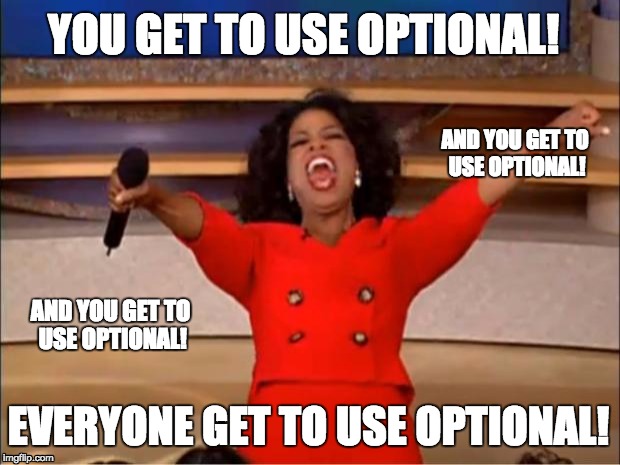 YOU GET TO USE OPTIONAL!
AND YOU GET TO
USE OPTIONAL!
AND YOU GET TO
USE OPTIONAL!
EVERYONE GET TO USE OPTIONAL!
imgflip.com